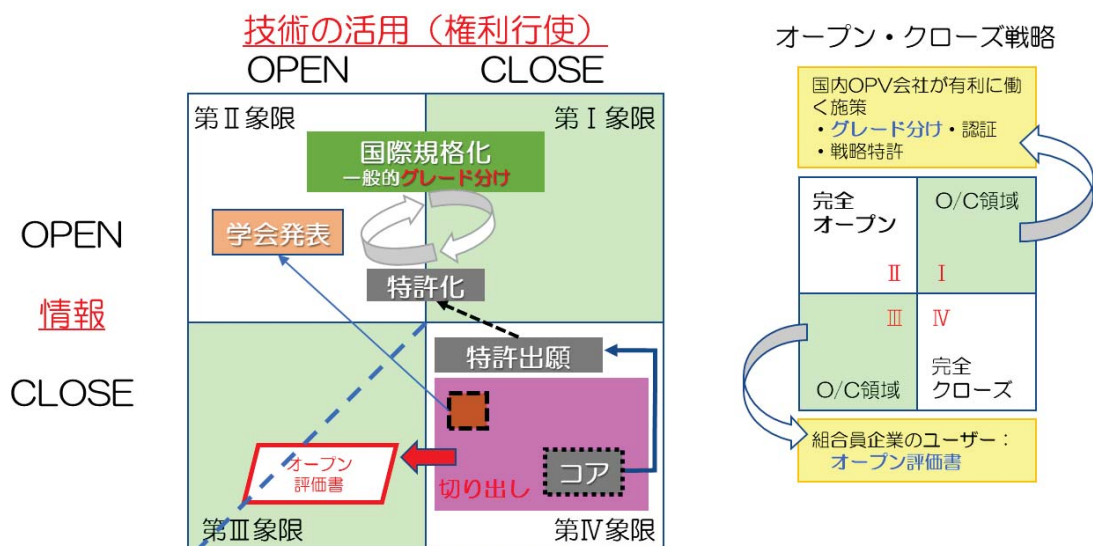 技術の活用（権利行使）
OPEN
CLOSE
OPEN
情報
CLOSE
第Ⅱ象限
第Ⅰ象限
国際規格化
一般的グレード分け
学会発表
特許化
特許出願
コア
切り出し
オープン
評価書
第Ⅲ象限
第Ⅳ象限
オープン・クローズ戦略
国内OPV会社が有利に働
く施策
・グレード分け・認証
・戦略特許
完全
オープン
O/C領域
Ⅱ
Ⅰ
Ⅲ
Ⅳ
O/C領域
完全
クローズ
組合員企業のユーザー：
オープン評価書